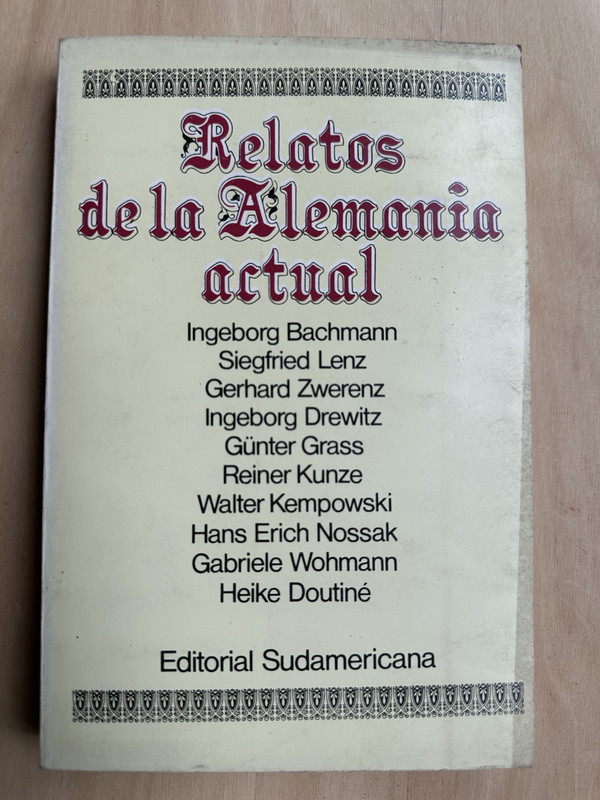 Relatos
de la Alemania
actual
Ingeborg Bachmann
Siegfried Lenz
Gerhard Zwerenz
Ingeborg Drewitz
Günter Grass
Reiner Kunze
Walter Kempowski
Hans Erich Nossak
Gabriele Wohmann
Heike Doutiné
Editorial Sudamericana